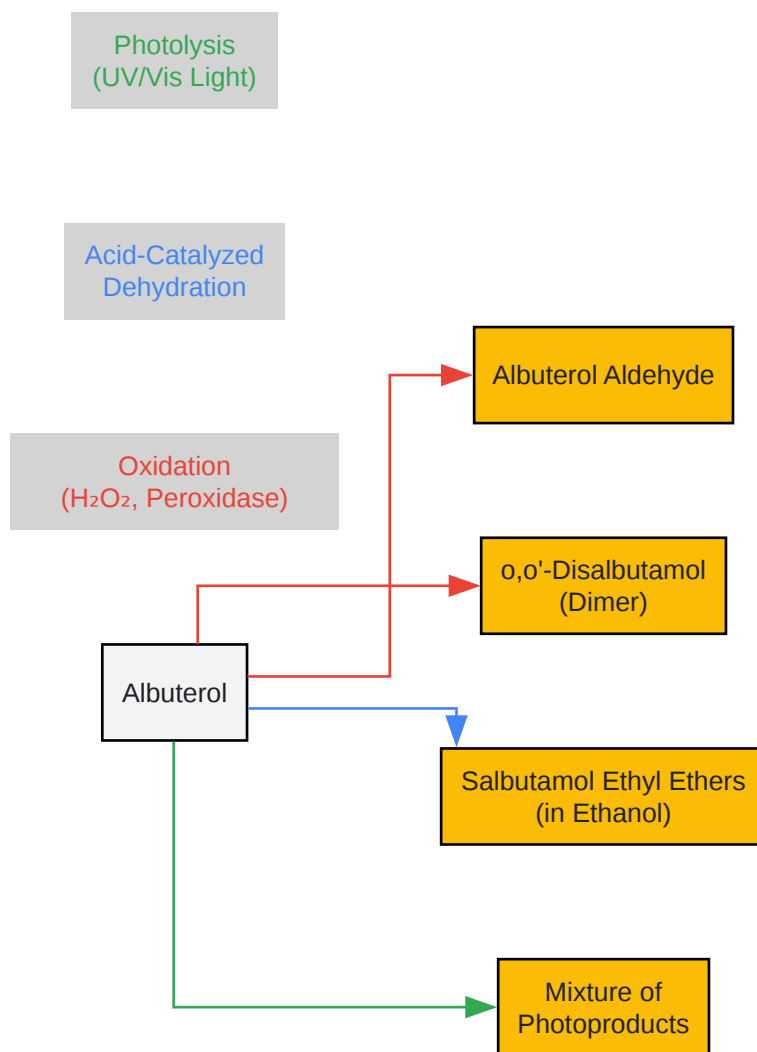 Photolysis
(UV/Vis Light)
Acid-Catalyzed
Dehydration
Albuterol Aldehyde
Oxidation
(H₂O₂, Peroxidase)
o,o'-Disalbutamol
(Dimer)
Albuterol
Salbutamol Ethyl Ethers
(in Ethanol)
Mixture of
Photoproducts